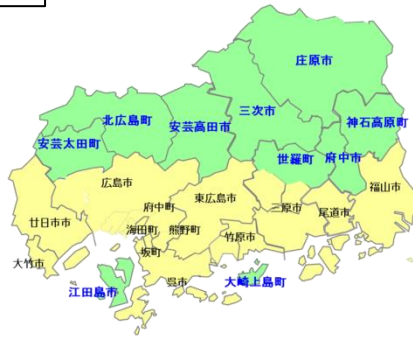 庄原市
三次市
北広島町
安芸高田市
神石高原町
安芸太田町
世羅町
府中市
広島市
東広島市
福山市
府中町
三原市
尾道市
廿日市市
海田町
熊野町
竹原市
坂町
大竹市
呉市
江田島市
大崎上島町